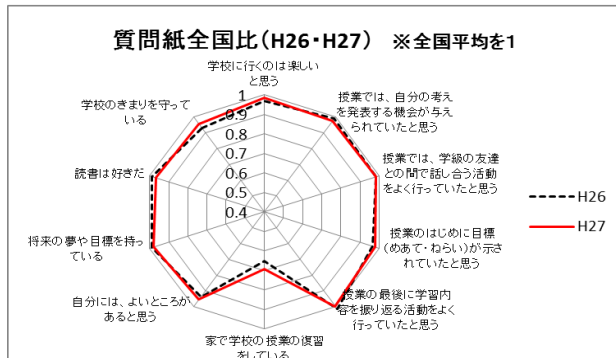 質問紙全国比(H26・H27) ※全国平均を1
学校に行くのは楽しい
と思う
授業では、自分の考え
を発表する機会が与え
られていたと思う
授業では、学級の友達
との間で話し合う活動
をよく行っていたと思う
授業のはじめに目標
(めあて・ねらい)が示さ
れていたと思う
授業の最後に学習内
容を振り返る活動をよく
行っていたと思う
家で学校の授業の復習
をしている
自分には、よいところが
あると思う
将来の夢や目標を持っ
ている
読書は好きだ
学校のきまりを守って
いる
1
0.9
0.8
0.7
0.6
0.5
0.4
H26
H27